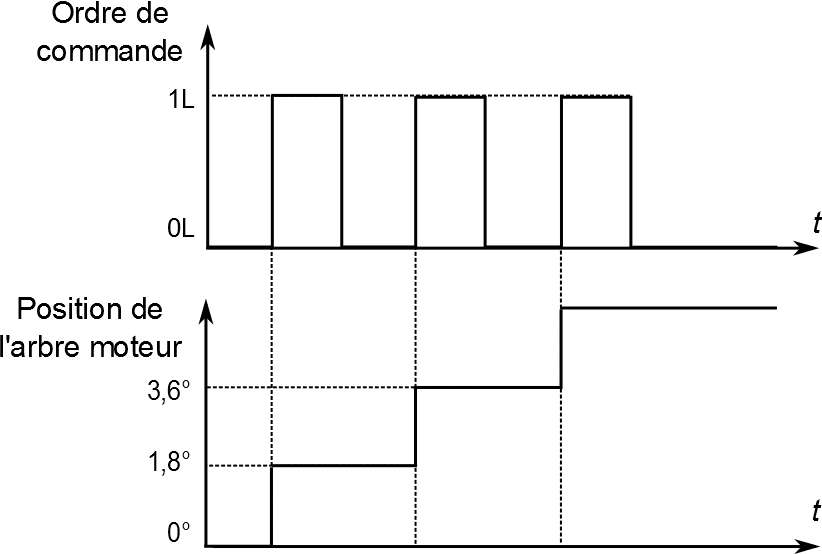 Ordre de
commande
1L
0L
t
Position de
l'arbre moteur
3,6°
1,8°
0°
t